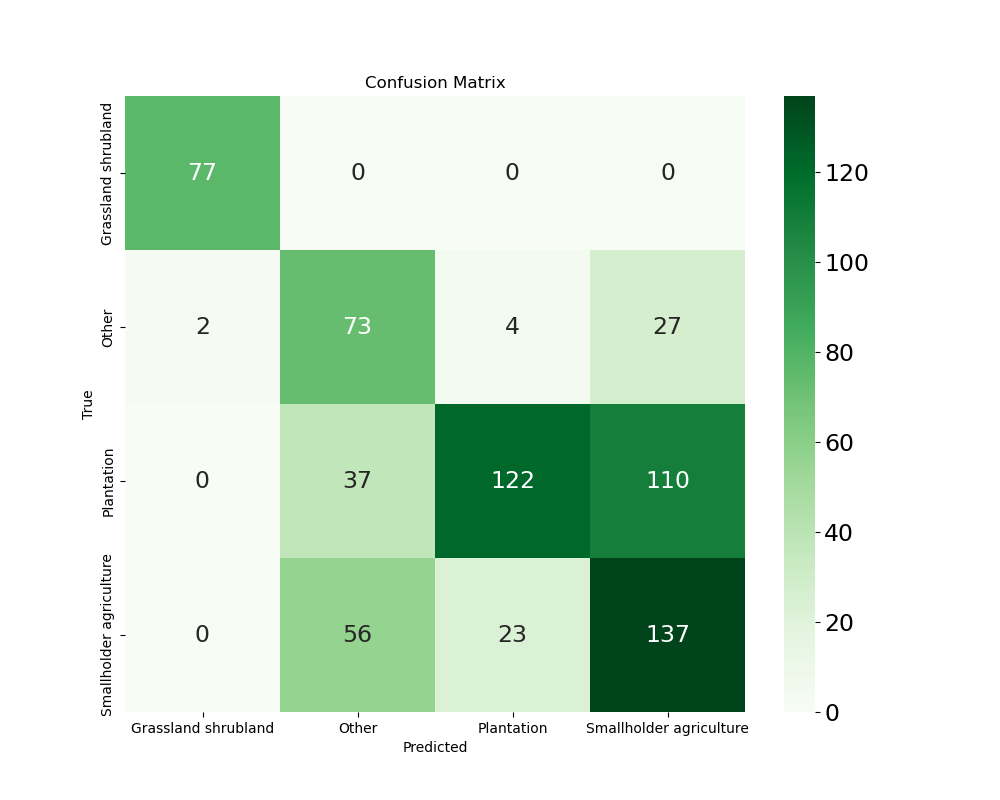 Confusion Matrix
Grassland shrubland
77 0 0 0
Other
2 73 4 27
Plantation
0 37 122 110
Smallholder agriculture
0 56 23 137
True
Grassland shrubland Other Plantation Smallholder agriculture
Predicted
120
100
80
60
40
20
0